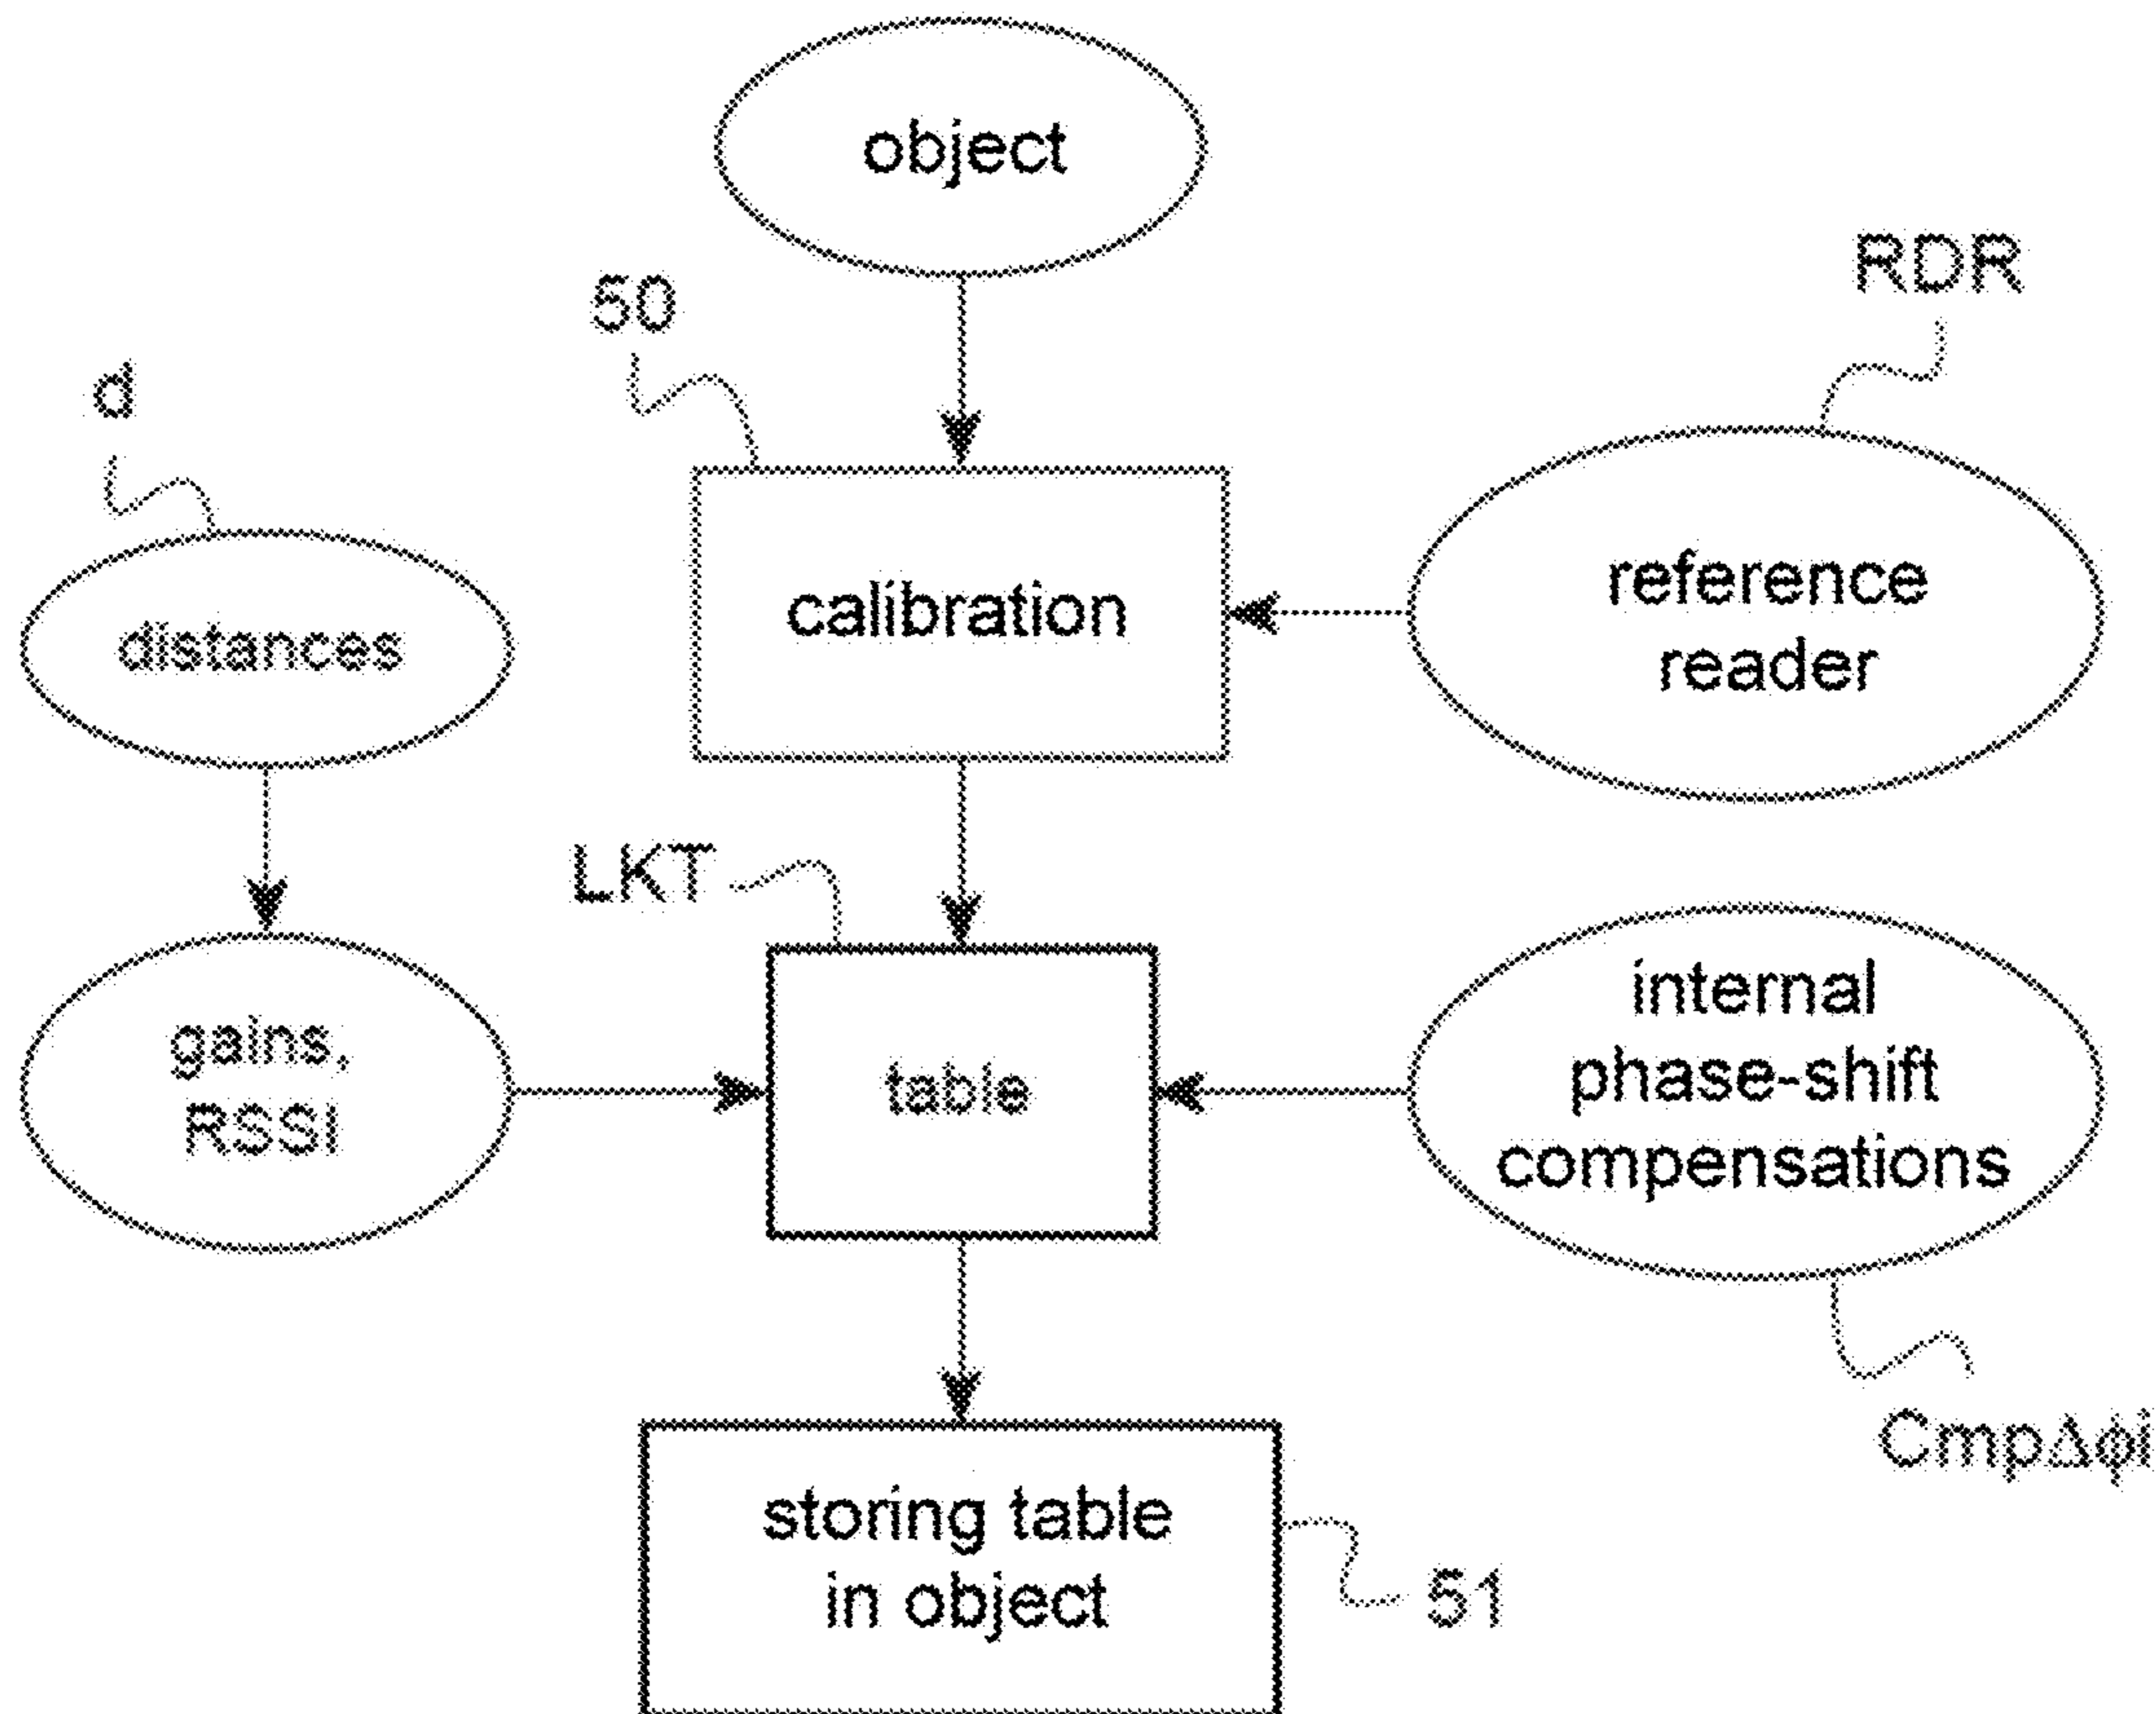 object
50
RDR
d
calibration
reference
reader
distances
LKT
gains,
RSSI
table
internal
phase-shift
compensations
CmpΔϕi
storing table
in object
51